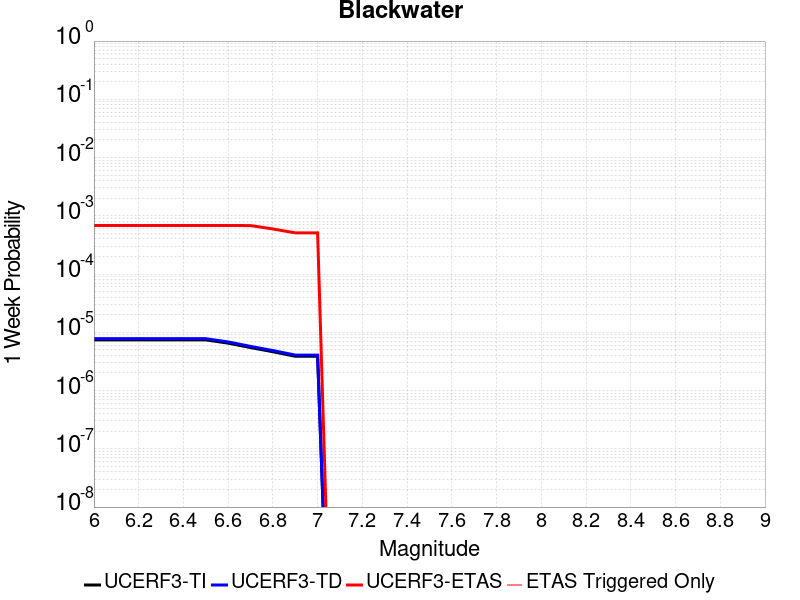 Blackwater
10^0
10^-1
10^-2
10^-3
10^-4
10^-5
10^-6
10^-7
10^-8
1 Week Probability
6 6.2 6.4 6.6 6.8 7 7.2 7.4 7.6 7.8 8 8.2 8.4 8.6 8.8 9
Magnitude
UCERF3-TI UCERF3-TD UCERF3-ETAS ETAS Triggered Only